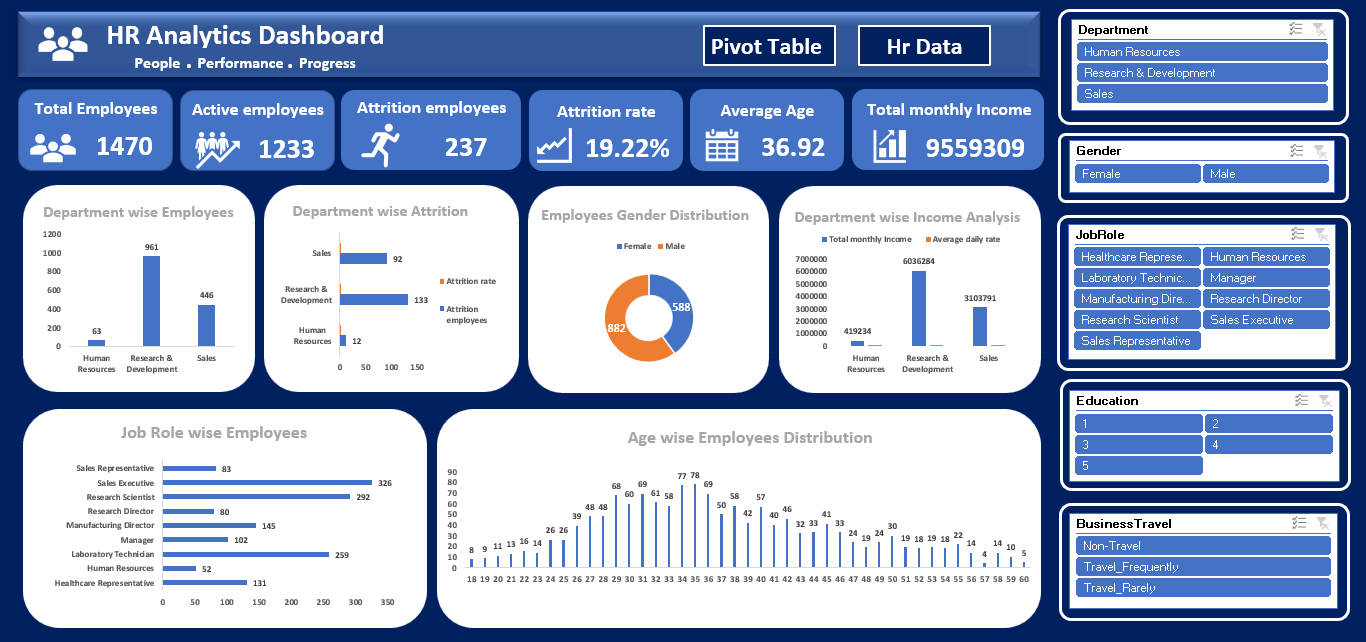 HR Analytics Dashboard
People . Performance . Progress
Pivot Table
Hr Data
Total Employees
1470
Active employees
1233
Attrition employees
237
Attrition rate
19.22%
Average Age
36.92
Total monthly Income
9559309
Department wise Employees
1200
1000
800
600
400
200
0
63
961
446
Human Resources
Research & Development
Sales
Department wise Attrition
Sales
Research & Development
Human Resources
92
133
12
0 50 100 150
Attrition rate
Attrition employees
Employees Gender Distribution
Female Male
588
882
Department wise Income Analysis
Total monthly Income Average daily rate
7000000
6000000
5000000
4000000
3000000
2000000
1000000
0
419234
6036284
3103791
Human Resources
Research & Development
Sales
Job Role wise Employees
Sales Representative 83
Sales Executive 326
Research Scientist 292
Research Director 80
Manufacturing Director 145
Manager 102
Laboratory Technician 259
Human Resources 52
Healthcare Representative 131
0 50 100 150 200 250 300 350
Age wise Employees Distribution
90
80
70
60
50
40
30
20
10
0
8 9 11 13 16 14 26 26 39 48 48 68 60 69 61 58 77 78 69 50 58 42 57 40 46 32 33 41 33 24 19 24 30 19 18 19 18 22 14 4 14 10 5
18 19 20 21 22 23 24 25 26 27 28 29 30 31 32 33 34 35 36 37 38 39 40 41 42 43 44 45 46 47 48 49 50 51 52 53 54 55 56 57 58 59 60
Department
Human Resources
Research & Development
Sales
Gender
Female Male
JobRole
Healthcare Represe... Human Resources
Laboratory Technic... Manager
Manufacturing Dire... Research Director
Research Scientist Sales Executive
Sales Representative
Education
1 2
3 4
5
BusinessTravel
Non-Travel
Travel_Frequently
Travel_Rarely